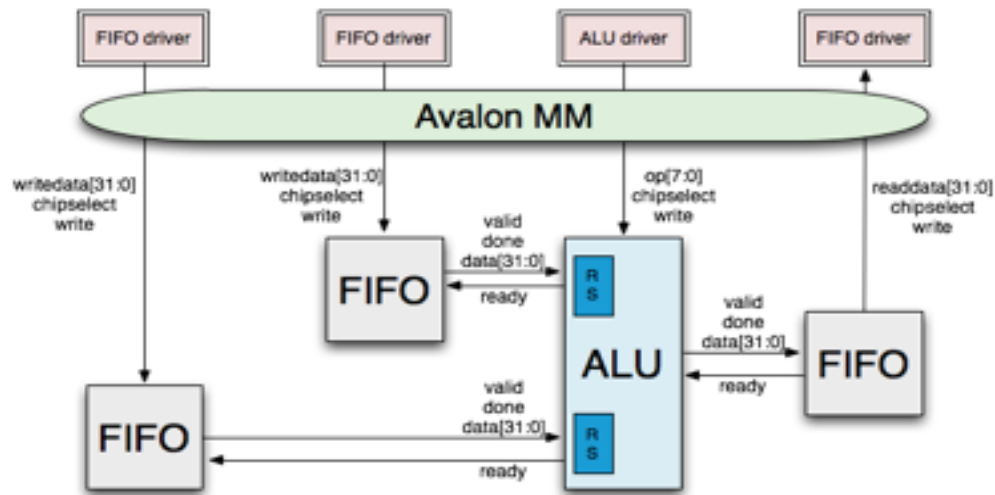 FIFO driver
FIFO driver
ALU driver
FIFO driver
Avalon MM
writedata[31:0]
chipselect
write
writedata[31:0]
chipselect
write
op[7:0]
chipselect
write
readdata[31:0]
chipselect
write
valid
done
data[31:0]
ready
FIFO
R
S
ALU
valid
done
data[31:0]
ready
FIFO
valid
done
data[31:0]
ready
FIFO
R
S